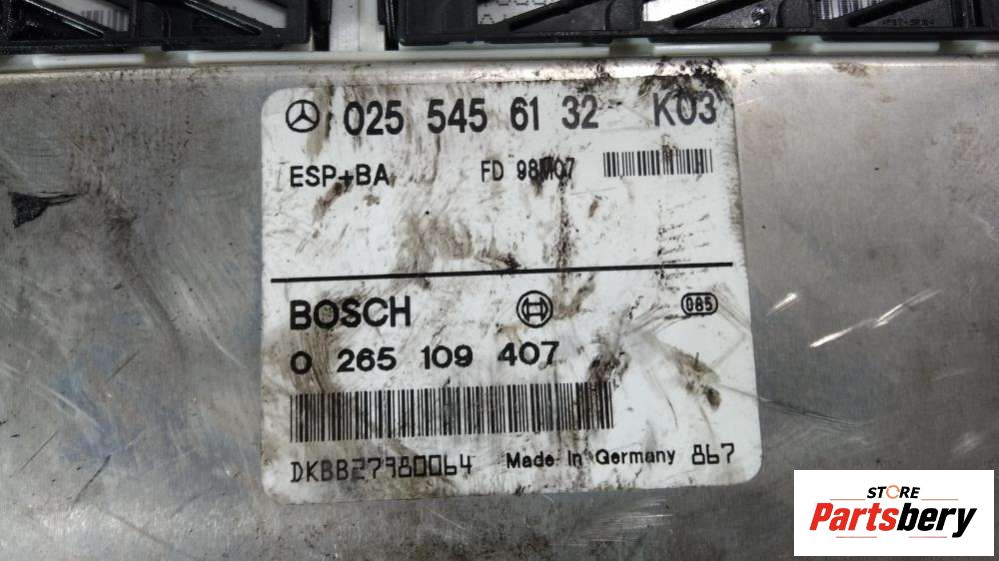 025 545 61 32 K03
ESP+BA FD 98M07
BOSCH 085
0 265 109 407
DKBB27980064 Made in Germany 867
STORE
Partsbery